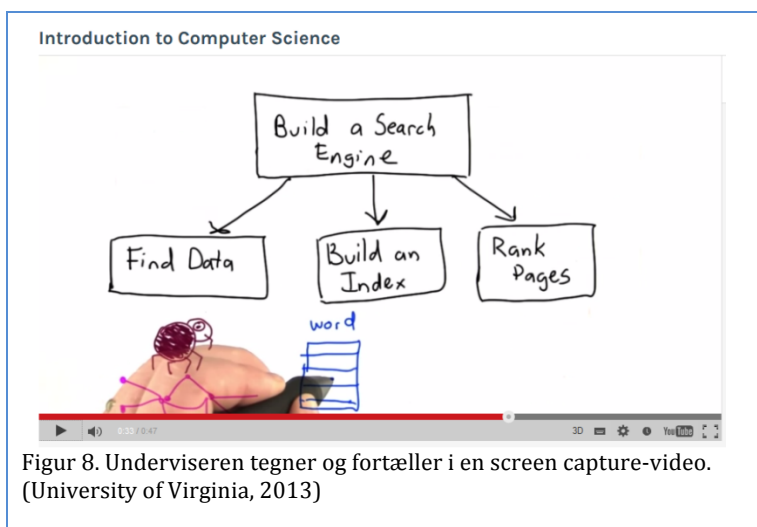 Introduction to Computer Science
Build a Search
Engine
Find Data
Build an
Index
Rank
Pages
word
0:33 / 0:47
3D
YouTube
Figur 8. Underviseren tegner og fortæller i en screen capture-video.
(University of Virginia, 2013)